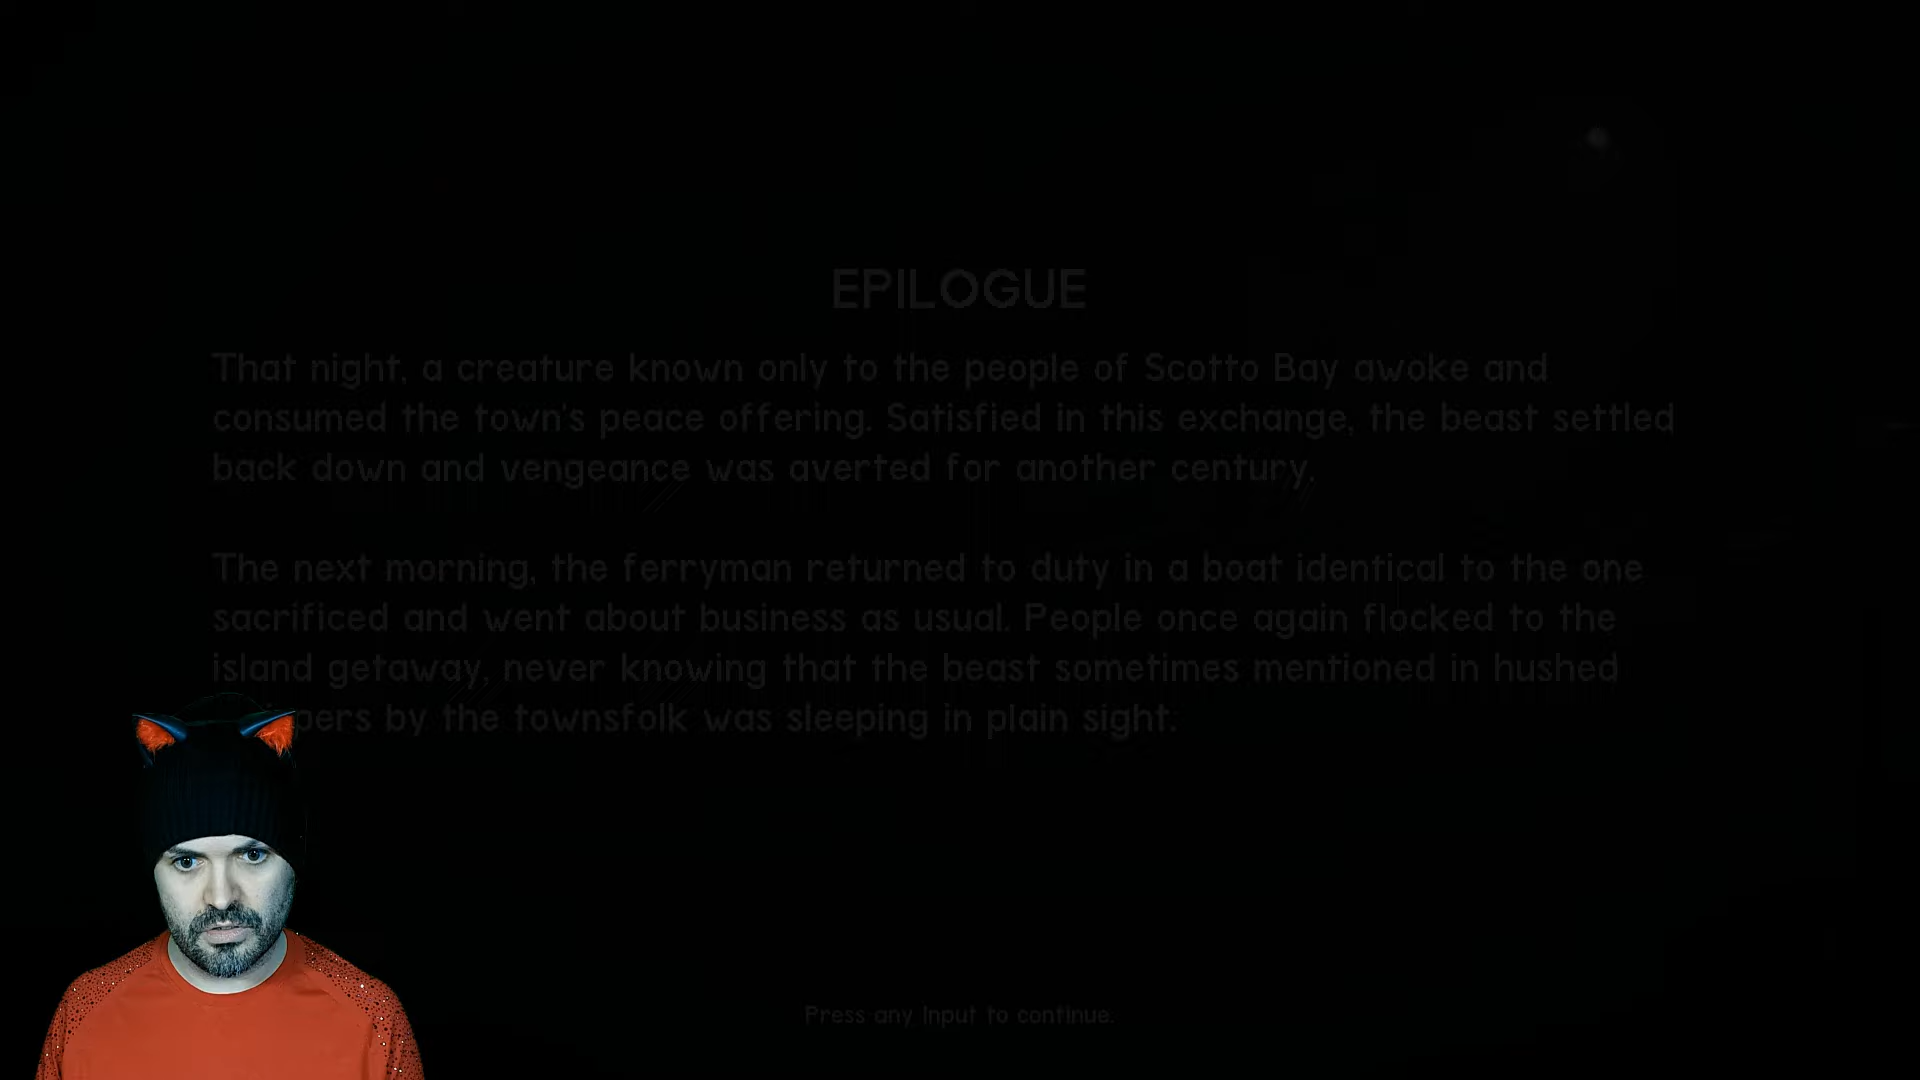 EPILOGUE
That night, a creature known only to the people of Scotto Bay awoke and
consumed the town's peace offering. Satisfied in this exchange, the beast settled
back down and vengeance was averted for another century.
The next morning, the ferryman returned to duty in a boat identical to the one
sacrificed and went about business as usual. People once again flocked to the
island getaway, never knowing that the beast sometimes mentioned in hushed
pers by the townsfolk was sleeping in plain sight.
Press any input to continue.